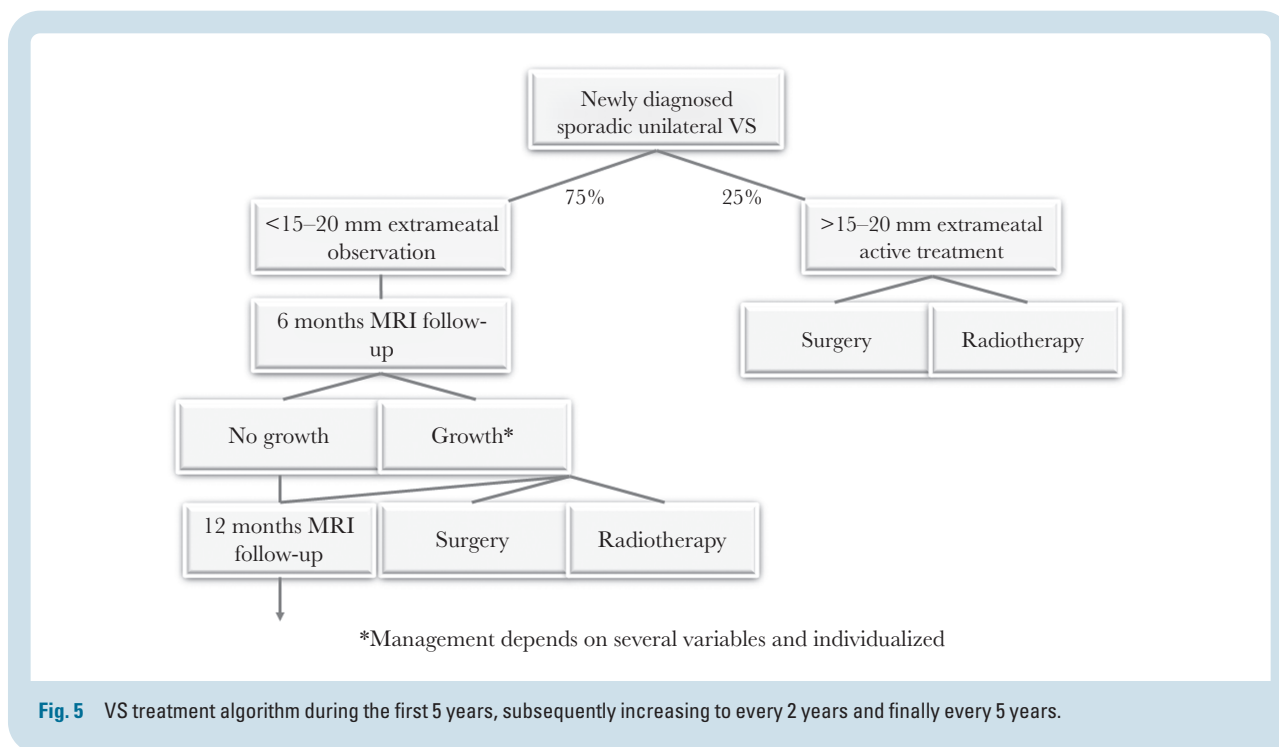 Newly diagnosed
sporadic unilateral VS
75%
25%
<15–20 mm extrameatal
observation
>15–20 mm extrameatal
active treatment
6 months MRI follow-
up
Surgery
Radiotherapy
No growth
Growth*
12 months MRI
follow-up
Surgery
Radiotherapy
*Management depends on several variables and individualized
Fig. 5 VS treatment algorithm during the first 5 years, subsequently increasing to every 2 years and finally every 5 years.